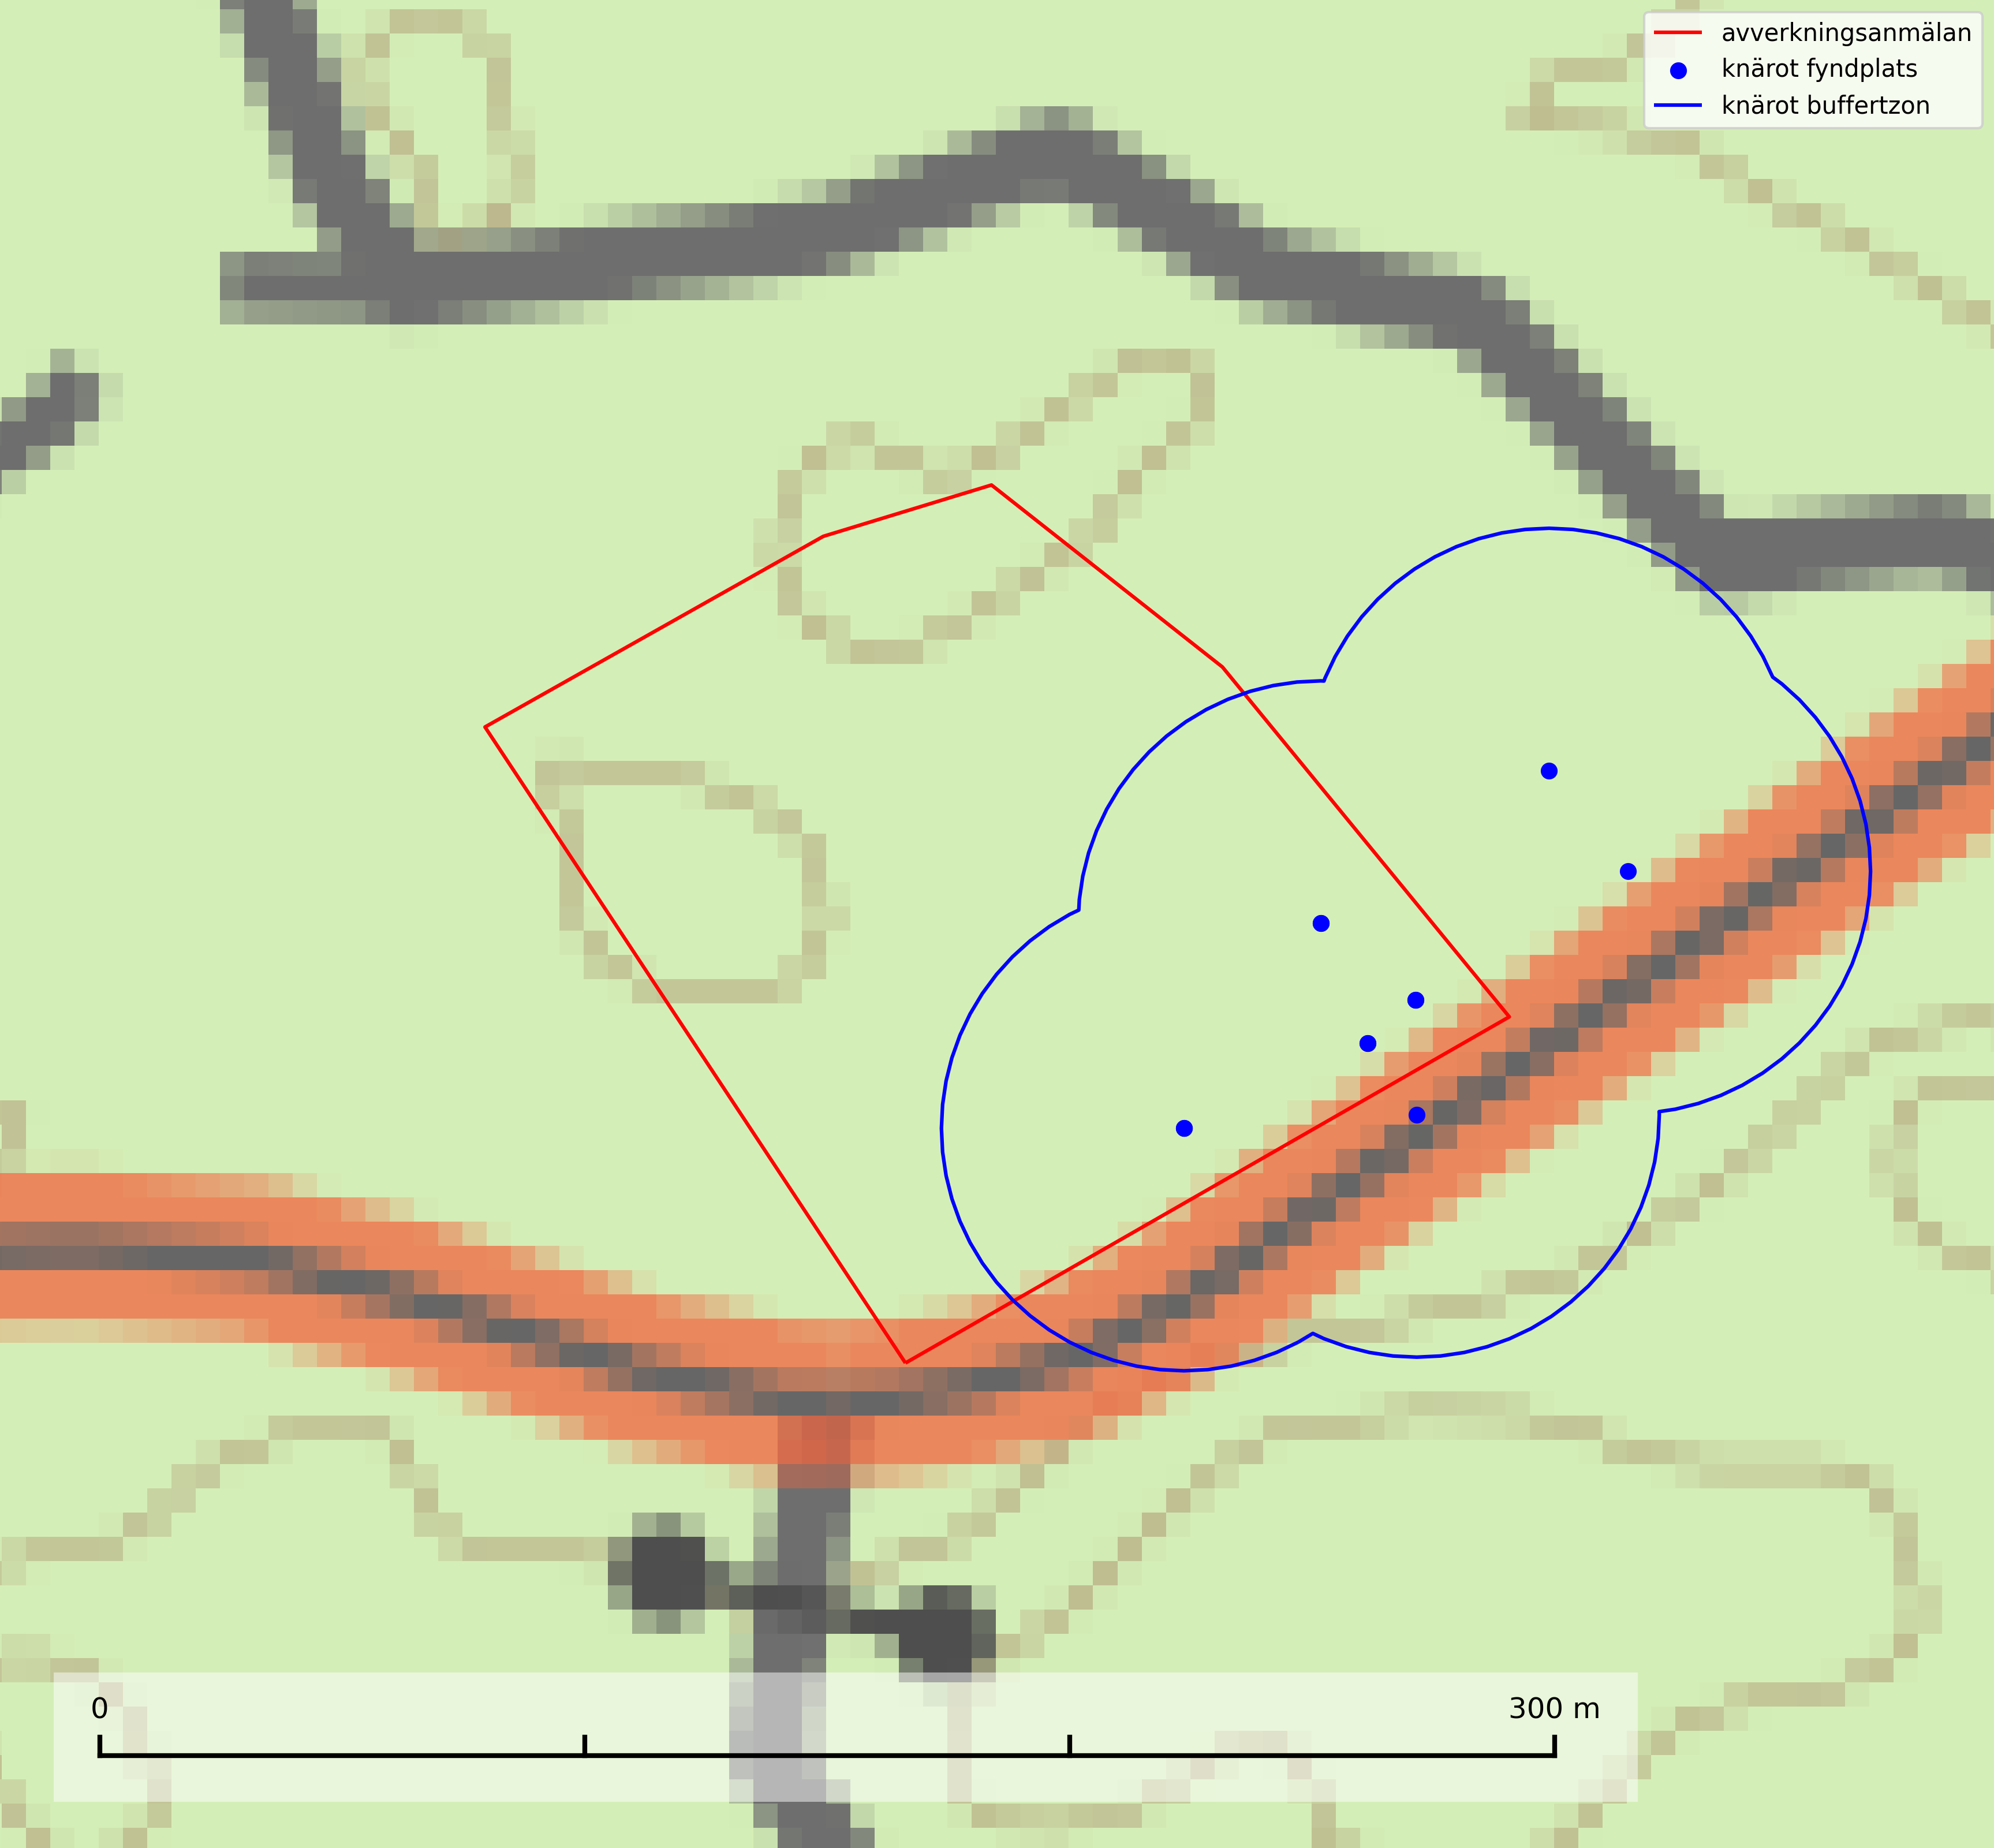 avverkningsanmälan
knärot fyndplats
knärot buffertzon
0
300 m